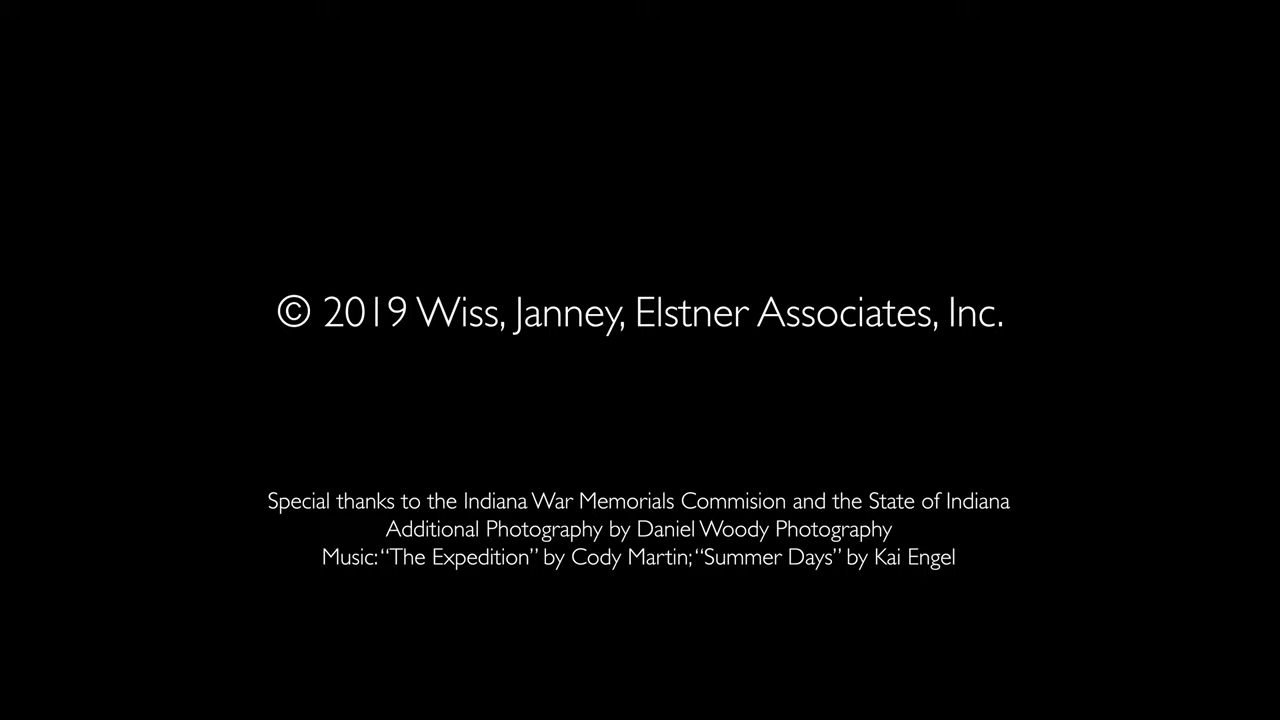 © 2019 Wiss, Janney, Elstner Associates, Inc.
Special thanks to the Indiana War Memorials Commision and the State of Indiana
Additional Photography by Daniel Woody Photography
Music: “The Expedition” by Cody Martin; “Summer Days” by Kai Engel